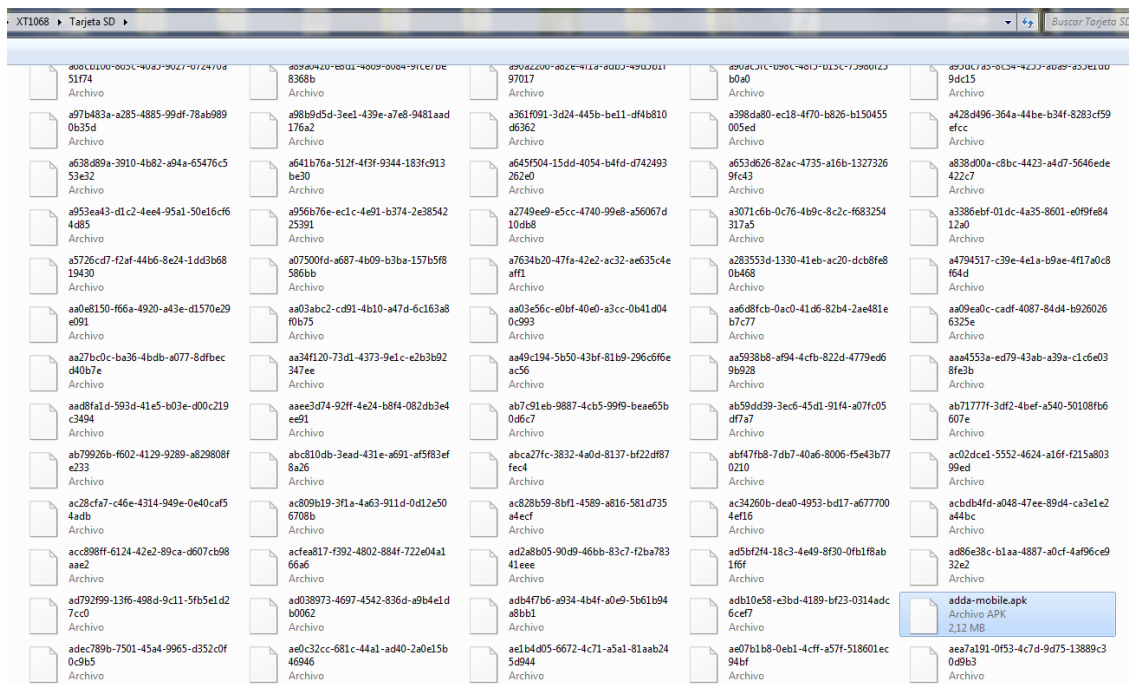 XT1068 ▸ Tarjeta SD ▸
Buscar Tarjeta SD
51f74
Archivo
8368b
Archivo
97017
Archivo
b0a0
Archivo
9dc15
Archivo
a97b483a-a285-4885-99df-78ab989
0b35d
Archivo
a98b9d5d-3ee1-439e-a7e8-9481aad
176a2
Archivo
a361f091-3d24-445b-be11-df4b810
d6362
Archivo
a398da80-ec18-4f70-b826-b150455
005ed
Archivo
a428d496-364a-44be-b34f-8283cf59
efcc
Archivo
a638d89a-3910-4b82-a94a-65476c5
53e32
Archivo
a641b76a-512f-4f3f-9344-183fc913
be30
Archivo
a645f504-15dd-4054-b4fd-d742493
262e0
Archivo
a653d626-82ac-4735-a16b-1327326
9fc43
Archivo
a838d00a-c8bc-4423-a4d7-5646ede
422c7
Archivo
a953ea43-d1c2-4ee4-95a1-50e16cf6
4d85
Archivo
a956b76e-ec1c-4e91-b374-2e38542
25391
Archivo
a2749ee9-e5cc-4740-99e8-a56067d
10db8
Archivo
a3071c6b-0c76-4b9c-8c2c-f683254
317a5
Archivo
a3386ebf-01dc-4a35-8601-e0f9fe84
12a0
Archivo
a5726cd7-f2af-44b6-8e24-1dd3b68
19430
Archivo
a07500fd-a687-4b09-b3ba-157b5f8
586bb
Archivo
a7634b20-47fa-42e2-ac32-ae635c4e
aff1
Archivo
a283553d-1330-41eb-ac20-dcb8fe8
0b468
Archivo
a4794517-c39e-4e1a-b9ae-4f17a0c8
f64d
Archivo
aa0e8150-f66a-4920-a43e-d1570e29
e091
Archivo
aa03abc2-cd91-4b10-a47d-6c163a8
f0b75
Archivo
aa03e56c-e0bf-40e0-a3cc-0b41d04
0c993
Archivo
aa6d8fcb-0ac0-41d6-82b4-2ae481e
b7c77
Archivo
aa09ea0c-cadf-4087-84d4-b926026
6325e
Archivo
aa27bc0c-ba36-4bdb-a077-8dfbec
d40b7e
Archivo
aa34f120-73d1-4373-9e1c-e2b3b92
347ee
Archivo
aa49c194-5b50-43bf-81b9-296c6f6e
ac56
Archivo
aa5938b8-af94-4cfb-822d-4779ed6
9b928
Archivo
aaa4553a-ed79-43ab-a39a-c1c6e03
8fe3b
Archivo
aad8fa1d-593d-41e5-b03e-d00c219
c3494
Archivo
aaee3d74-92ff-4e24-b8f4-082db3e4
ee91
Archivo
ab7c91eb-9887-4cb5-99f9-beae65b
0d6c7
Archivo
ab59dd39-3ec6-45d1-91f4-a07fc05
df7a7
Archivo
ab71777f-3df2-4bef-a540-50108fb6
607e
Archivo
ab79926b-f602-4129-9289-a829808f
e233
Archivo
abc810db-3ead-431e-a691-af5f83ef
8a26
Archivo
abca27fc-3832-4a0d-8137-bf22df87
fec4
Archivo
abf47fb8-7db7-40a6-8006-f5e43b77
0210
Archivo
ac02dce1-5552-4624-a16f-f215a803
99ed
Archivo
ac28cfa7-c46e-4314-949e-0e40caf5
4adb
Archivo
ac809b19-3f1a-4a63-911d-0d12e50
6708b
Archivo
ac828b59-8bf1-4589-a816-581d735
a4ecf
Archivo
ac34260b-dea0-4953-bd17-a677700
4ef16
Archivo
acbdb4fd-a048-47ee-89d4-ca3e1e2
a44bc
Archivo
acc898ff-6124-42e2-89ca-d607cb98
aae2
Archivo
acfea817-f392-4802-884f-722e04a1
66a6
Archivo
ad2a8b05-90d9-46bb-83c7-f2ba783
41eee
Archivo
ad5bf2f4-18c3-4e49-8f30-0fb1f8ab
1f6f
Archivo
ad86e38c-b1aa-4887-a0cf-4af96ce9
32e2
Archivo
ad792f99-13f6-498d-9c11-5fb5e1d2
7cc0
Archivo
ad038973-4697-4542-836d-a9b4e1d
b0062
Archivo
adb4f7b6-a934-4b4f-a0e9-5b61b94
a8bb1
Archivo
adb10e58-e3bd-4189-bf23-0314adc
6cef7
Archivo
adda-mobile.apk
Archivo APK
2,12 MB
adec789b-7501-45a4-9965-d352c0f
0c9b5
Archivo
ae0c32cc-681c-44a1-ad40-2a0e15b
46946
Archivo
ae1b4d05-6672-4c71-a5a1-81aab24
5d944
Archivo
ae07b1b8-0eb1-4cff-a57f-518601ec
94bf
Archivo
aea7a191-0f53-4c7d-9d75-13889c3
0d9b3
Archivo